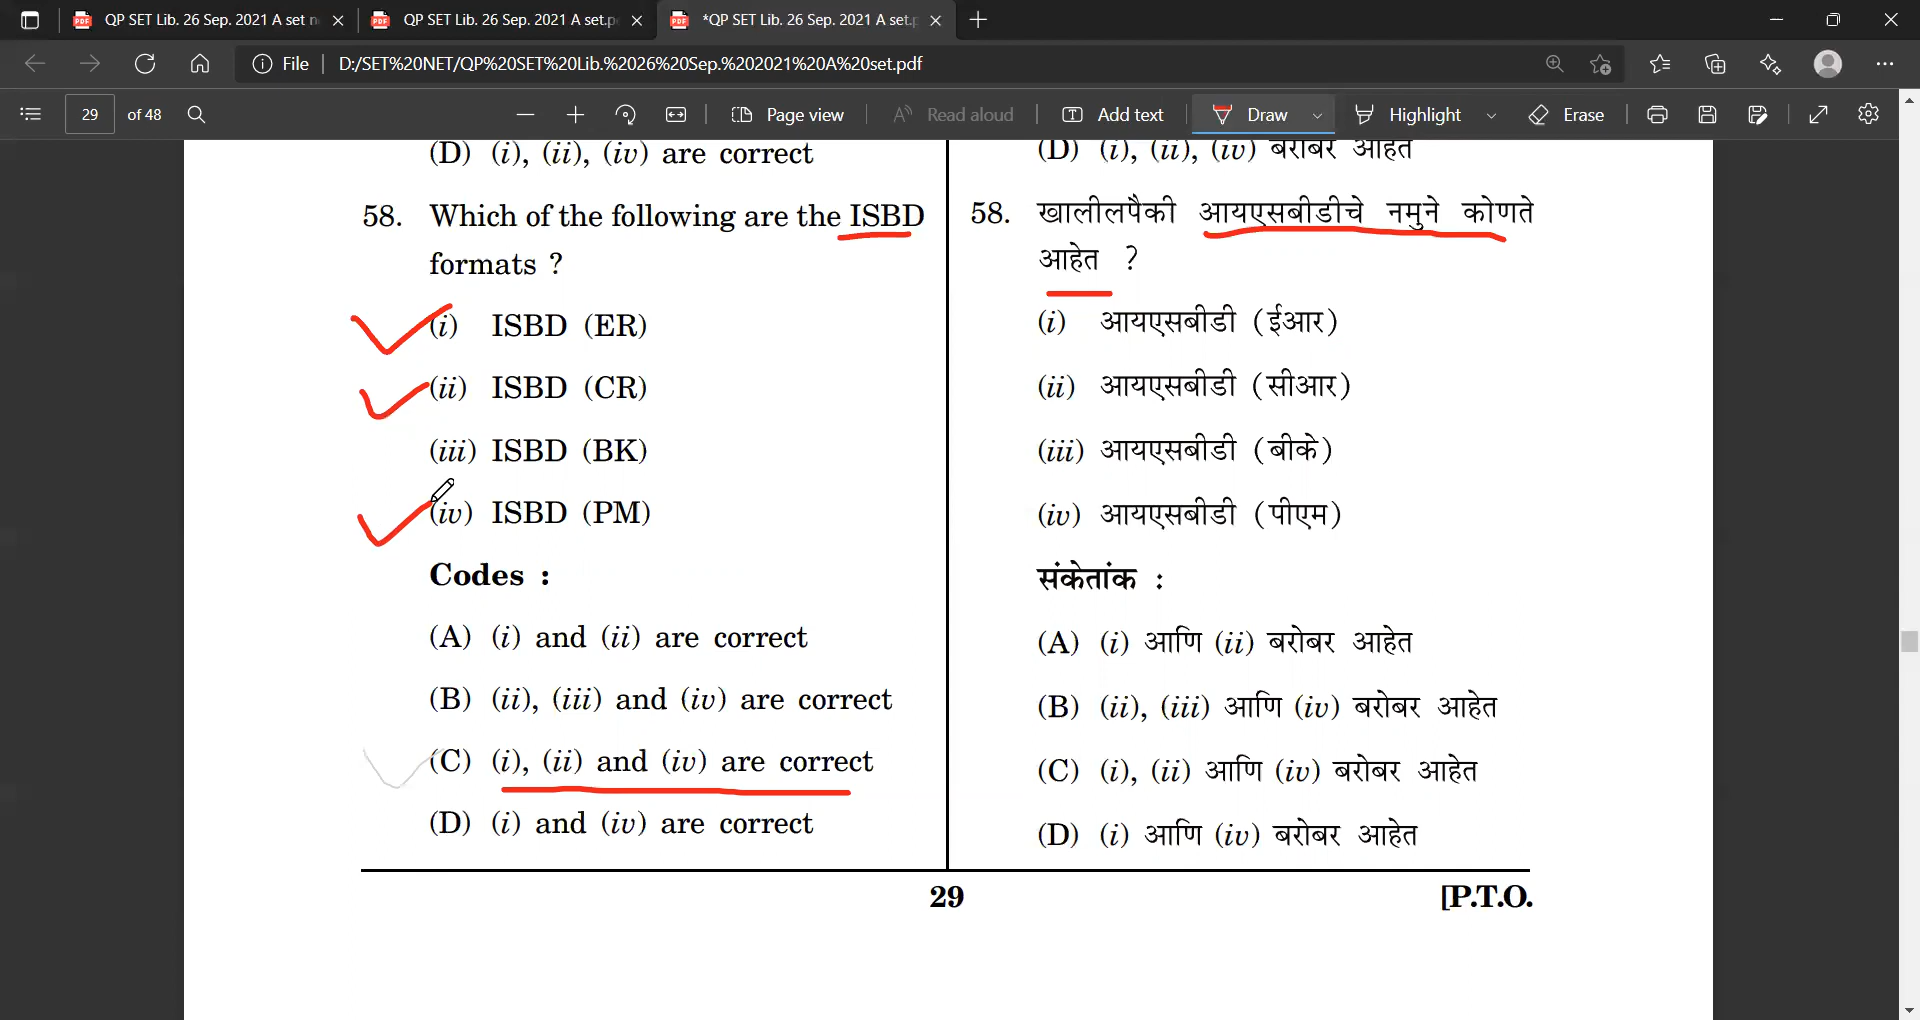 QP SET Lib. 26 Sep. 2021 A set n
QP SET Lib. 26 Sep. 2021 A set.p
*QP SET Lib. 26 Sep. 2021 A set.p
File
D:/SET%20NET/QP%20SET%20Lib.%2026%20Sep.%202021%20A%20set.pdf
29 of 48
Page view
Read aloud
Add text
Draw
Highlight
Erase
(D) (i), (ii), (iv) are correct
58. Which of the following are the ISBD
formats ?
(i) ISBD (ER)
(ii) ISBD (CR)
(iii) ISBD (BK)
(iv) ISBD (PM)
Codes :
(A) (i) and (ii) are correct
(B) (ii), (iii) and (iv) are correct
(C) (i), (ii) and (iv) are correct
(D) (i) and (iv) are correct
(D) (i), (ii), (iv) बरोबर आहेत
58. खालीलपैकी आयएसबीडीचे नमुने कोणते
आहेत ?
(i) आयएसबीडी (ईआर)
(ii) आयएसबीडी (सीआर)
(iii) आयएसबीडी (बीके)
(iv) आयएसबीडी (पीएम)
संकेतांक :
(A) (i) आणि (ii) बरोबर आहेत
(B) (ii), (iii) आणि (iv) बरोबर आहेत
(C) (i), (ii) आणि (iv) बरोबर आहेत
(D) (i) आणि (iv) बरोबर आहेत
29
[P.T.O.